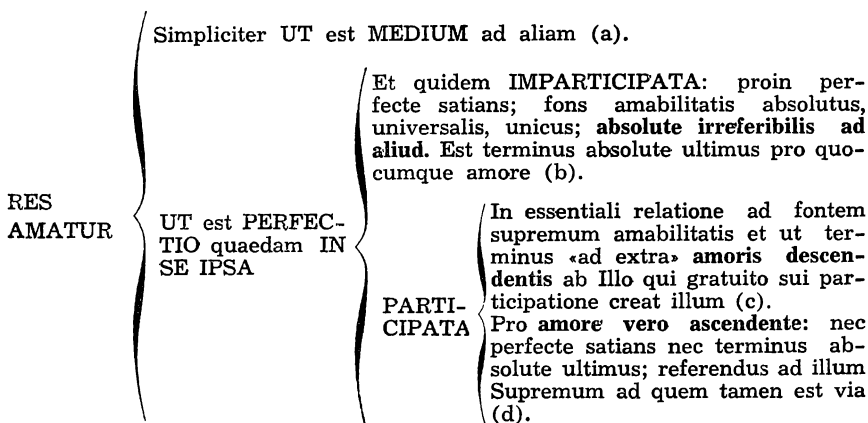 Simpliciter UT est MEDIUM ad aliam (a).
Et quidem IMPARTICIPATA: proin per-
fecte satians; fons amabilitatis absolutus,
universalis, unicus; absolute irreferibilis ad
aliud. Est terminus absolute ultimus pro quo-
cumque amore (b).
RES
AMATUR
UT est PERFEC-
TIO quaedam IN
SE IPSA
In essentiali relatione ad fontem
supremum amabilitatis et ut ter-
minus «ad extra» amoris descen-
dentis ab Illo qui gratuito sui par-
ticipatione creat illum (c).
PARTI-
CIPATA
Pro amore vero ascendente: nec
perfecte satians nec terminus ab-
solute ultimus; referendus ad illum
Supremum ad quem tamen est via
(d).